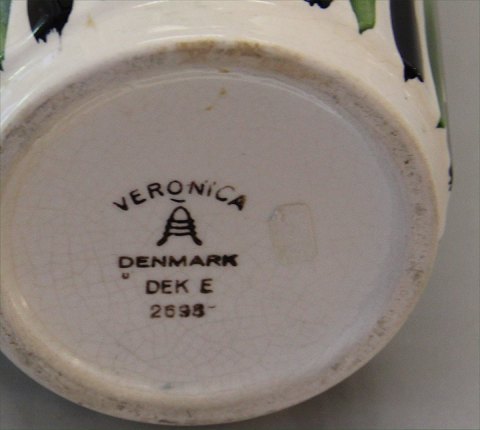 VERONICA
DENMARK
DEK E
2698